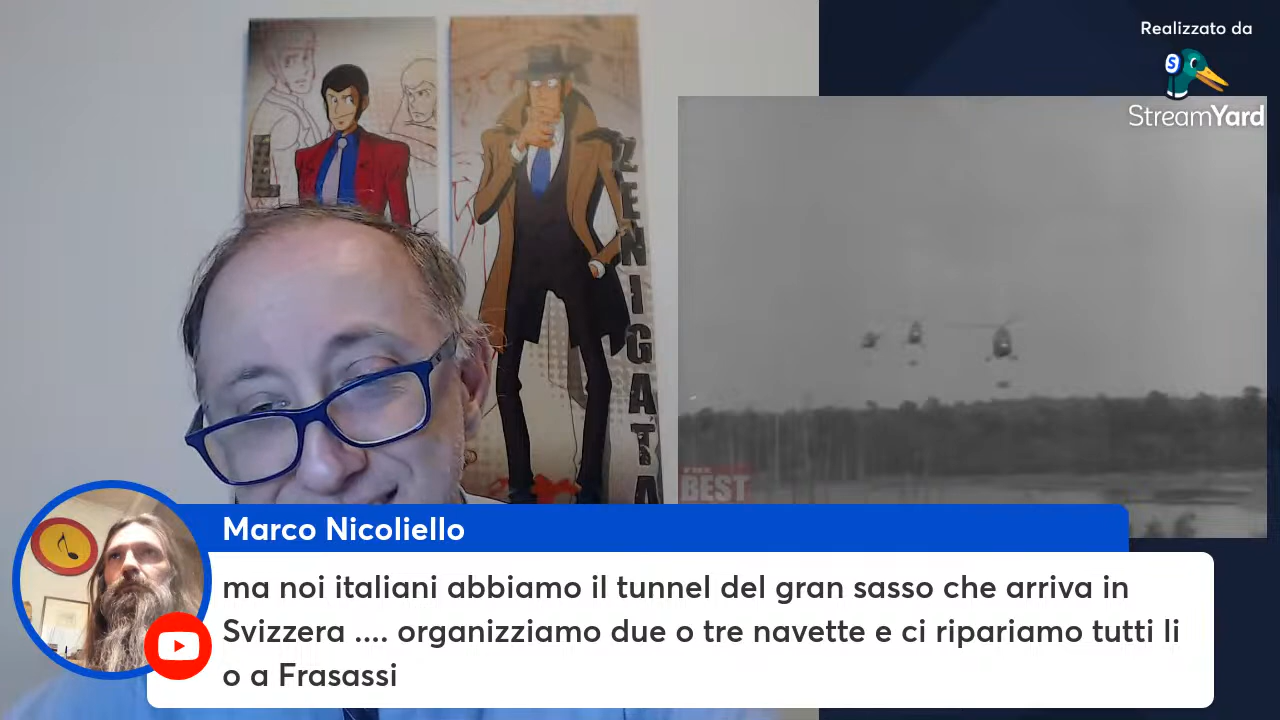 Realizzato da
S
StreamYard
L
ZENIGATA
THE
BEST
Marco Nicoliello
ma noi italiani abbiamo il tunnel del gran sasso che arriva in
Svizzera .... organizziamo due o tre navette e ci ripariamo tutti li
o a Frasassi